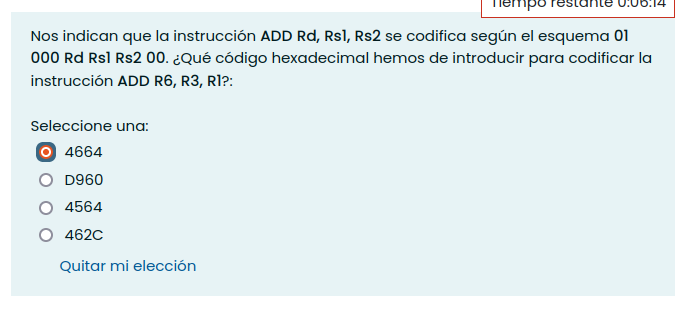 Tiempo restante 0:06:14
Nos indican que la instrucción ADD Rd, Rs1, Rs2 se codifica según el esquema 01
000 Rd Rs1 Rs2 00. ¿Qué código hexadecimal hemos de introducir para codificar la
instrucción ADD R6, R3, R1?:
Seleccione una:
4664
D960
4564
462C
Quitar mi elección